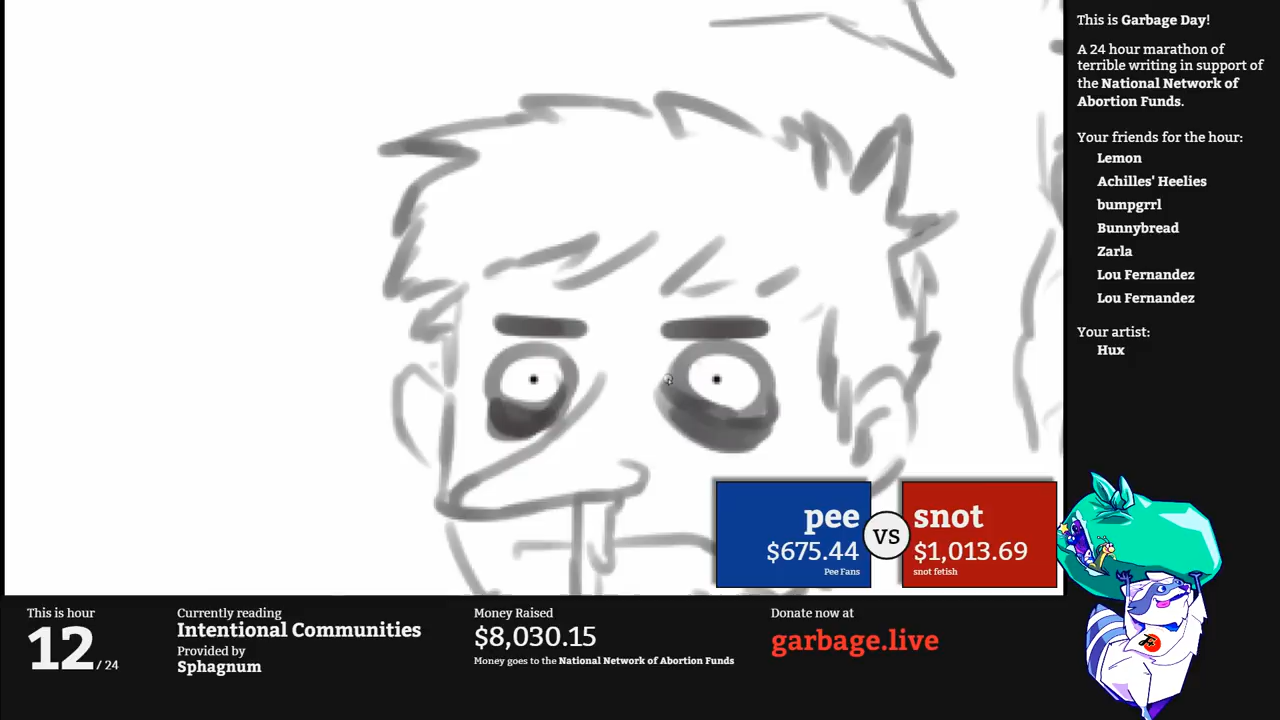 This is Garbage Day!
A 24 hour marathon of
terrible writing in support of
the National Network of
Abortion Funds.
Your friends for the hour:
Lemon
Achilles' Heelies
bumpgrrl
Bunnybread
Zarla
Lou Fernandez
Lou Fernandez
Your artist:
Hux
pee
$675.44
Pee Fans
VS
snot
$1,013.69
snot fetish
This is hour
12 / 24
Currently reading
Intentional Communities
Provided by
Sphagnum
Money Raised
$8,030.15
Money goes to the National Network of Abortion Funds
Donate now at
garbage.live